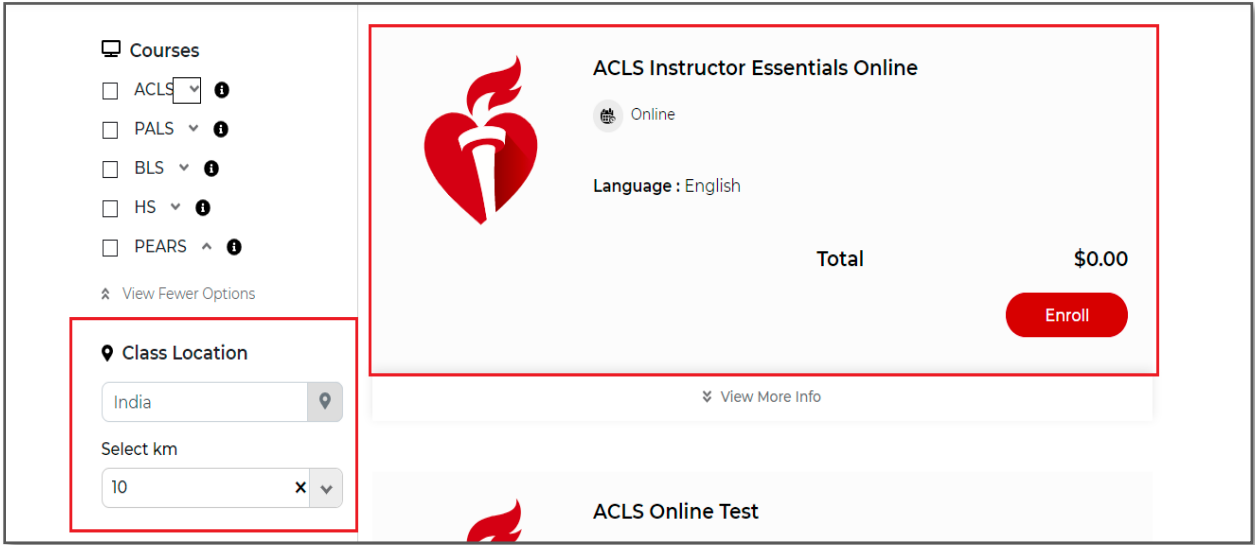 Courses
ACLS
PALS
BLS
HS
PEARS
View Fewer Options
Class Location
India
Select km
10
ACLS Instructor Essentials Online
Online
Language : English
Total $0.00
Enroll
View More Info
ACLS Online Test